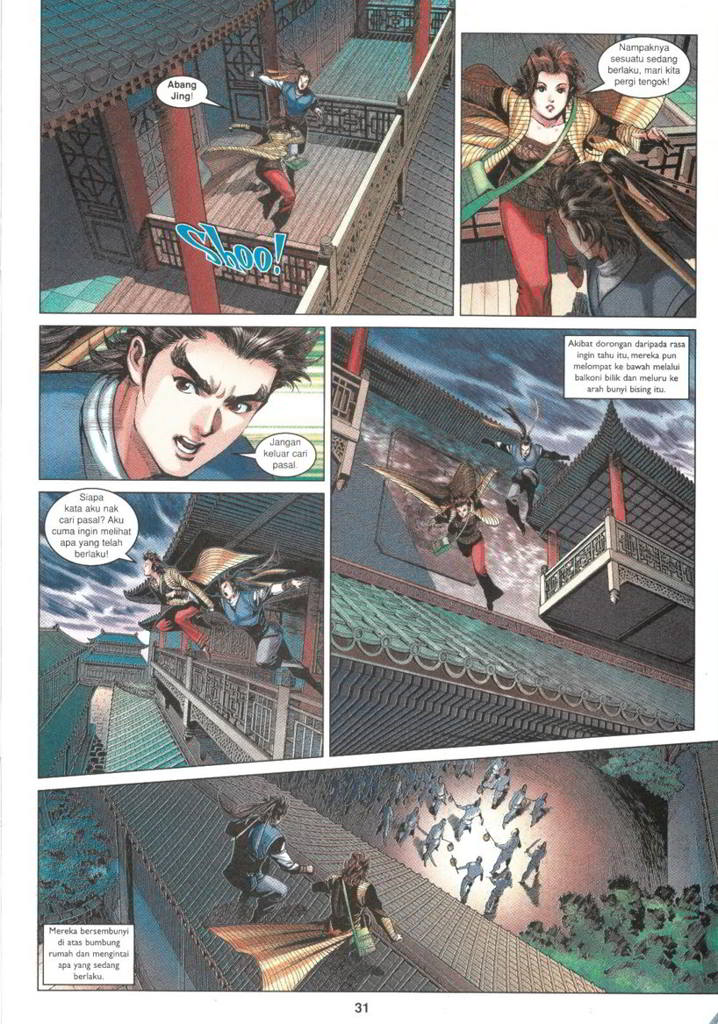 Abang
Jing!
Shoo!
Nampaknya
sesuatu sedang
berlaku, mari kita
pergi tengok!
Jangan
keluar cari
pasal.
Siapa
kata aku nak
cari pasal? Aku
cuma ingin melihat
apa yang telah
berlaku!
Akibat dorongan daripada rasa
ingin tahu itu, mereka pun
melompat ke bawah melalui
balkoni bilik dan meluru ke
arah bunyi bising itu.
Mereka bersembunyi
di atas bumbung
rumah dan mengintai
apa yang sedang
berlaku.
31